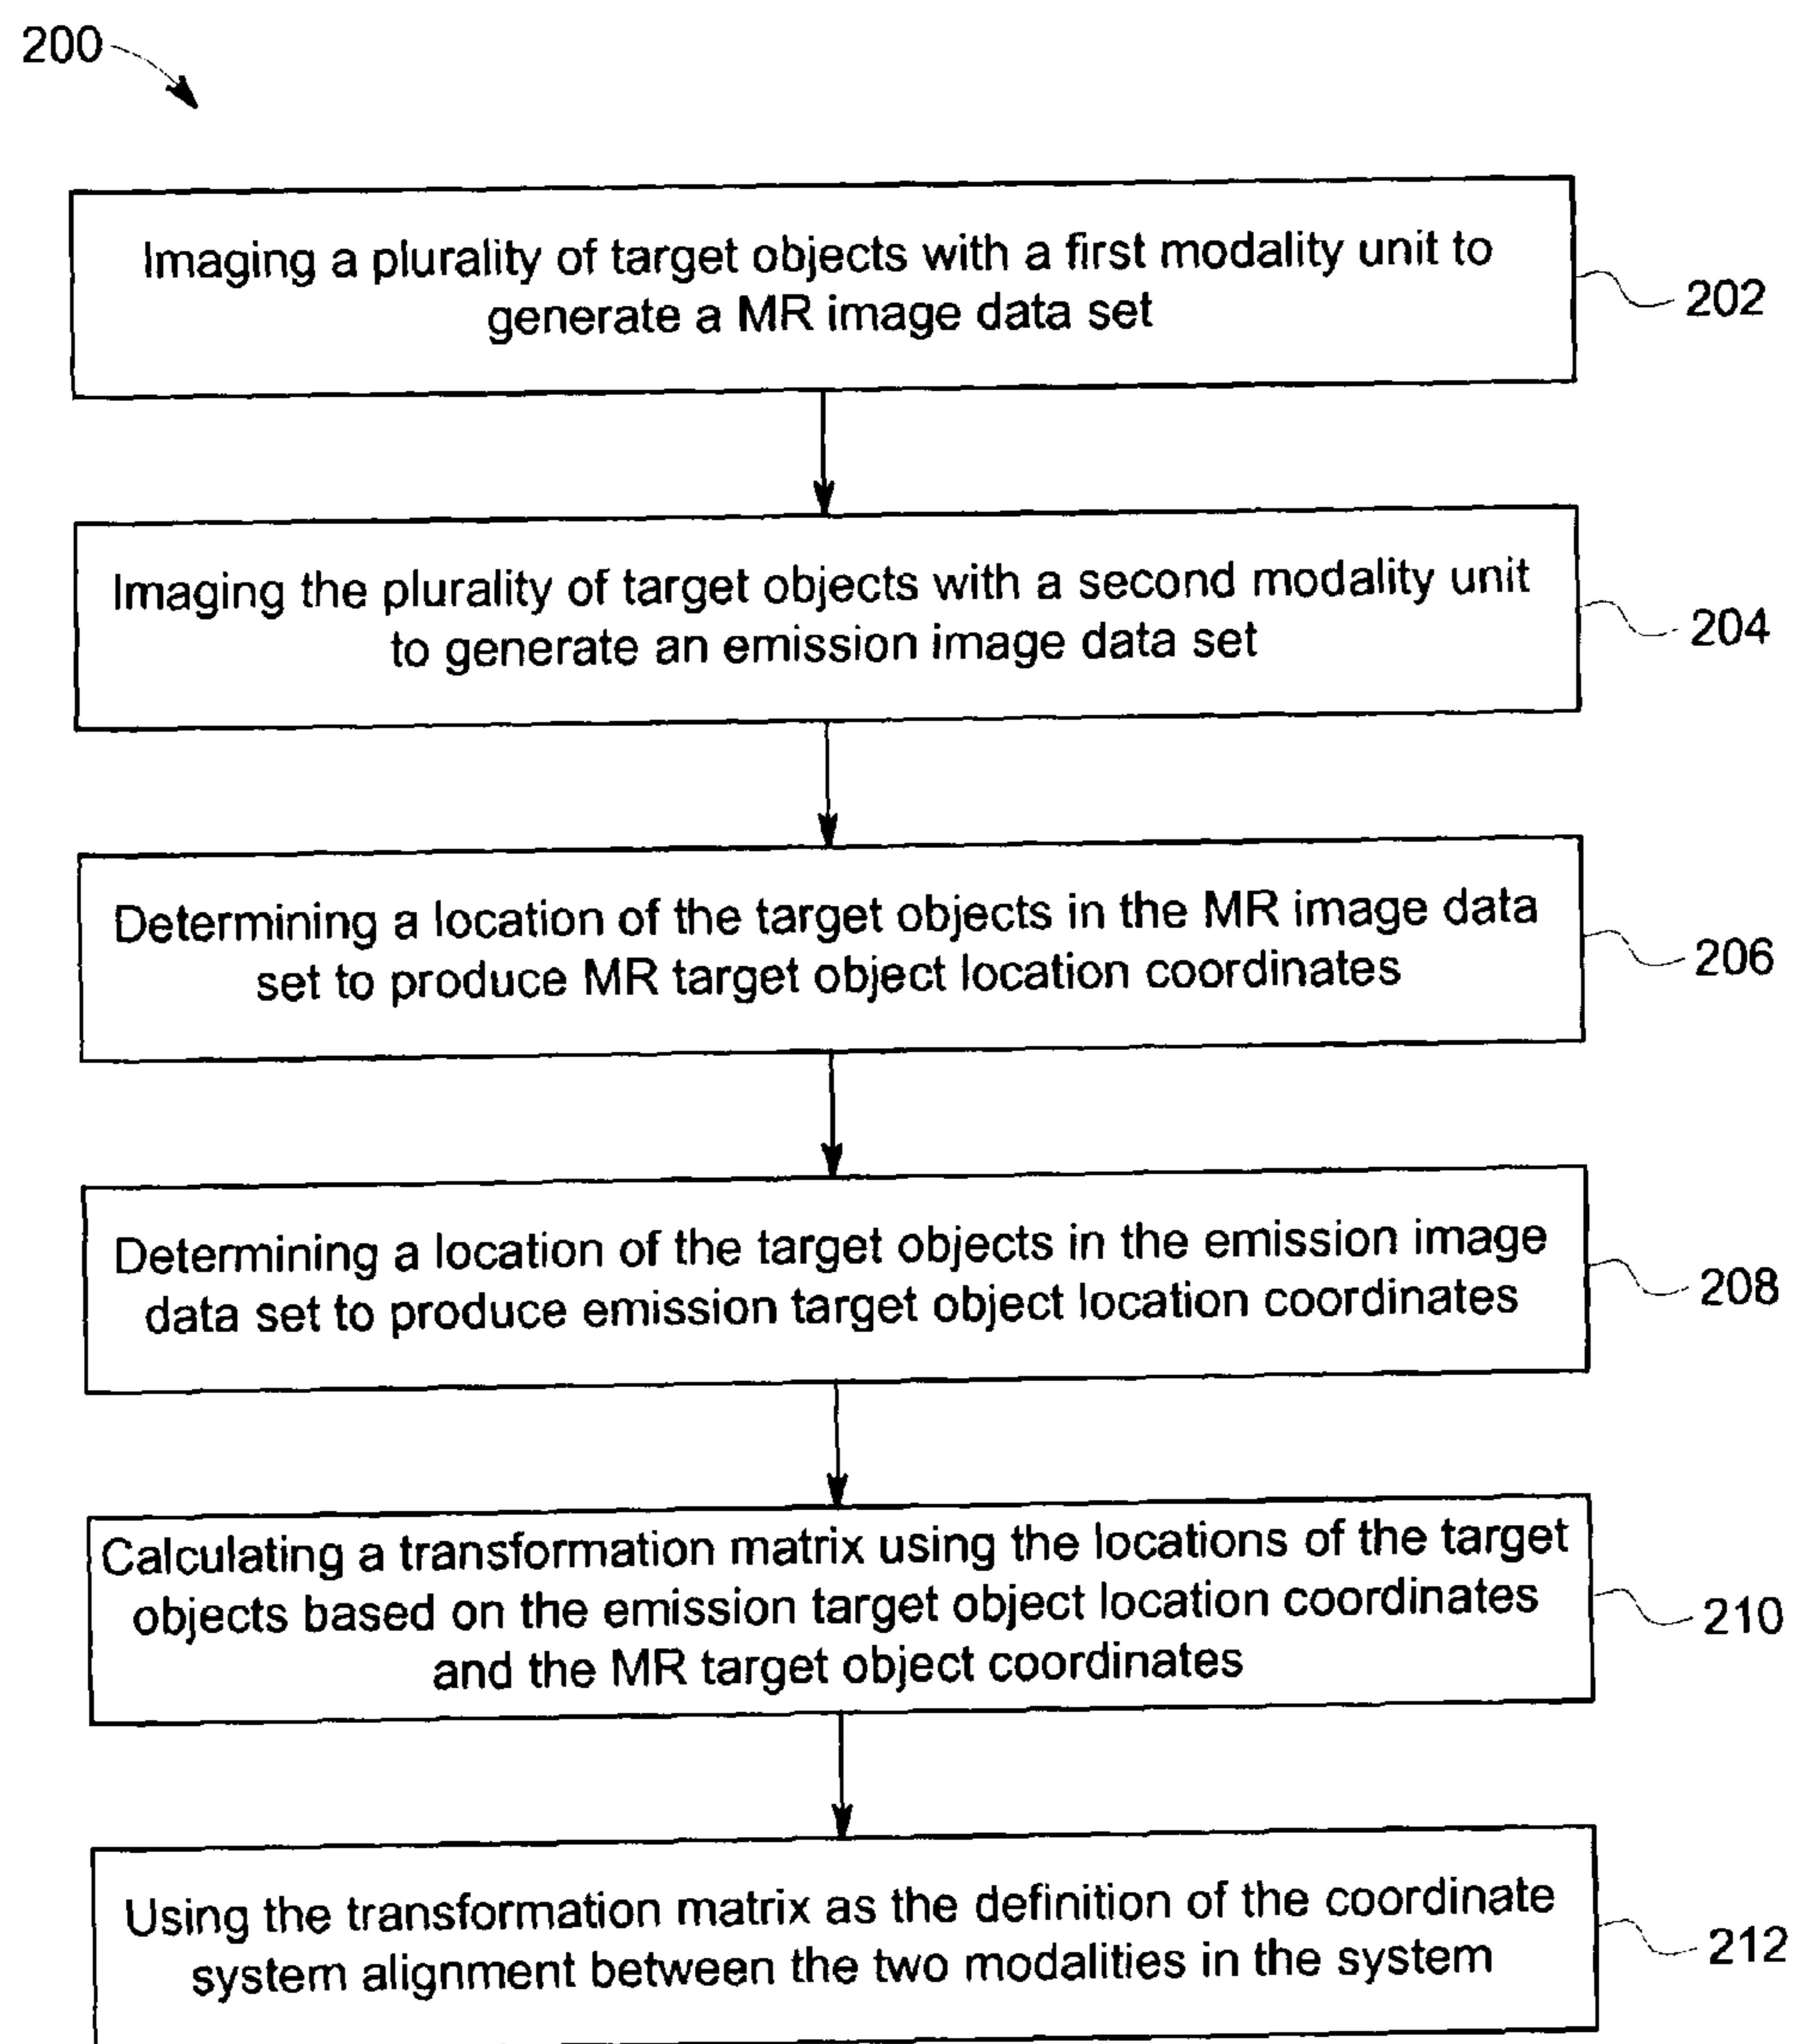 200
Imaging a plurality of target objects with a first modality unit to
generate a MR image data set
202
Imaging the plurality of target objects with a second modality unit
to generate an emission image data set
204
Determining a location of the target objects in the MR image data
set to produce MR target object location coordinates
206
Determining a location of the target objects in the emission image
data set to produce emission target object location coordinates
208
Calculating a transformation matrix using the locations of the target
objects based on the emission target object location coordinates
and the MR target object coordinates
210
Using the transformation matrix as the definition of the coordinate
system alignment between the two modalities in the system
212